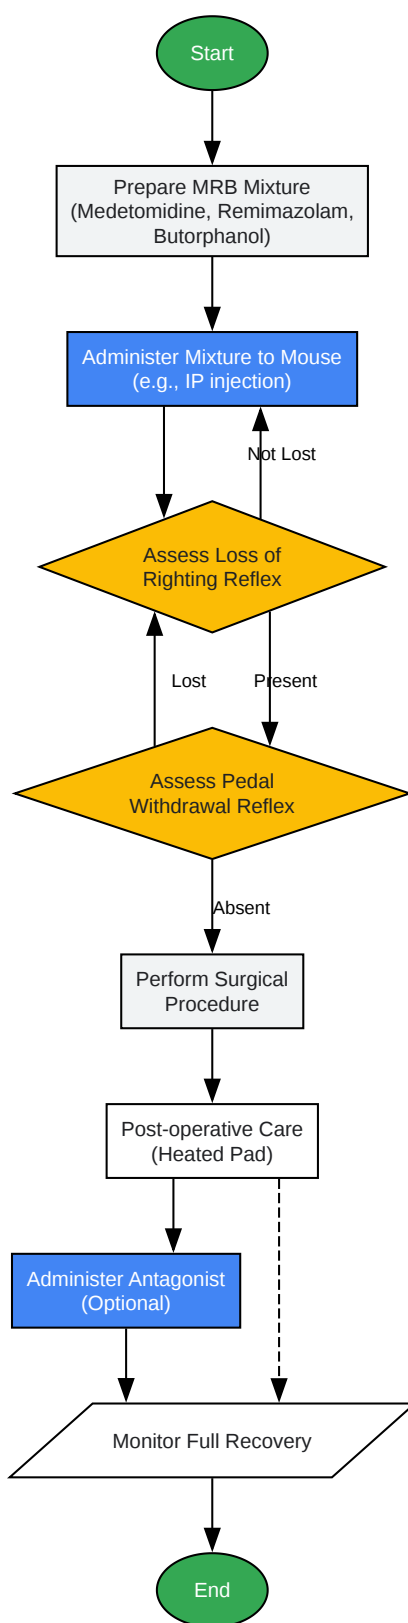 Start
Prepare MRB Mixture
(Medetomidine, Remimazolam,
Butorphanol)
Administer Mixture to Mouse
(e.g., IP injection)
Not Lost
Assess Loss of
Righting Reflex
Lost
Present
Assess Pedal
Withdrawal Reflex
Absent
Perform Surgical
Procedure
Post-operative Care
(Heated Pad)
Administer Antagonist
(Optional)
Monitor Full Recovery
End